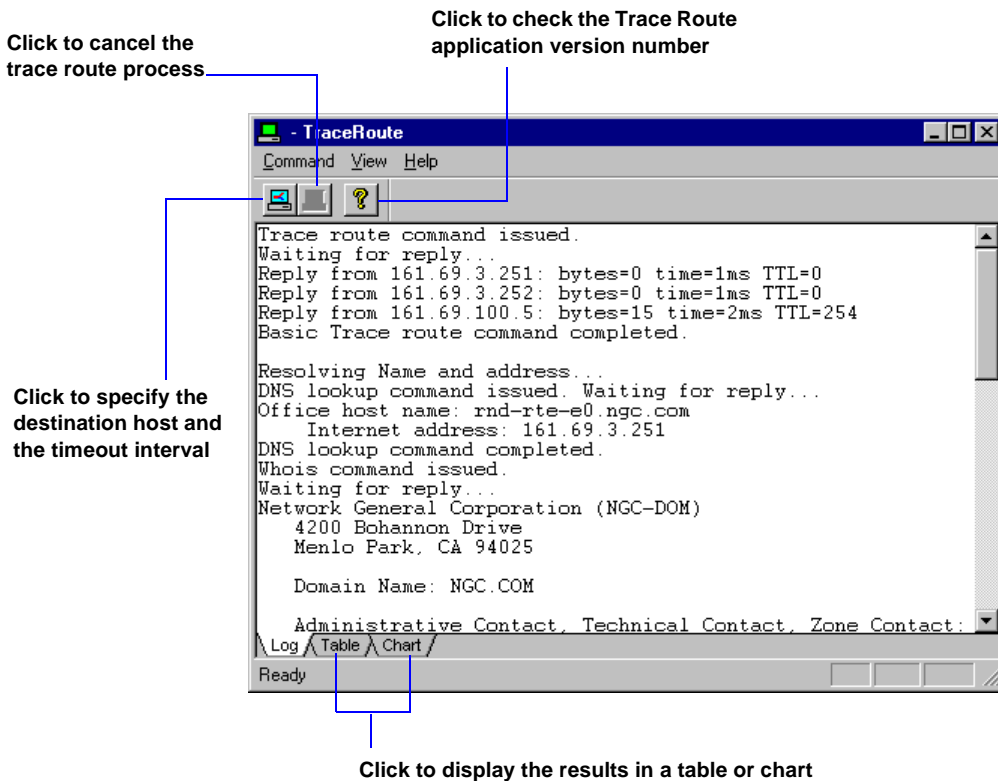 Click to check the Trace Route
application version number
Click to cancel the
trace route process
- TraceRoute
Command View Help
Trace route command issued.
Waiting for reply...
Reply from 161.69.3.251: bytes=0 time=1ms TTL=0
Reply from 161.69.3.252: bytes=0 time=1ms TTL=0
Reply from 161.69.100.5: bytes=15 time=2ms TTL=254
Basic Trace route command completed.
Resolving Name and address...
DNS lookup command issued. Waiting for reply...
Office host name: rnd-rte-e0.ngc.com
Internet address: 161.69.3.251
DNS lookup command completed.
Whois command issued.
Waiting for reply...
Network General Corporation (NGC-DOM)
4200 Bohannon Drive
Menlo Park, CA 94025
Domain Name: NGC.COM
Administrative Contact, Technical Contact, Zone Contact:
Log Table Chart
Ready
Click to specify the
destination host and
the timeout interval
Click to display the results in a table or chart